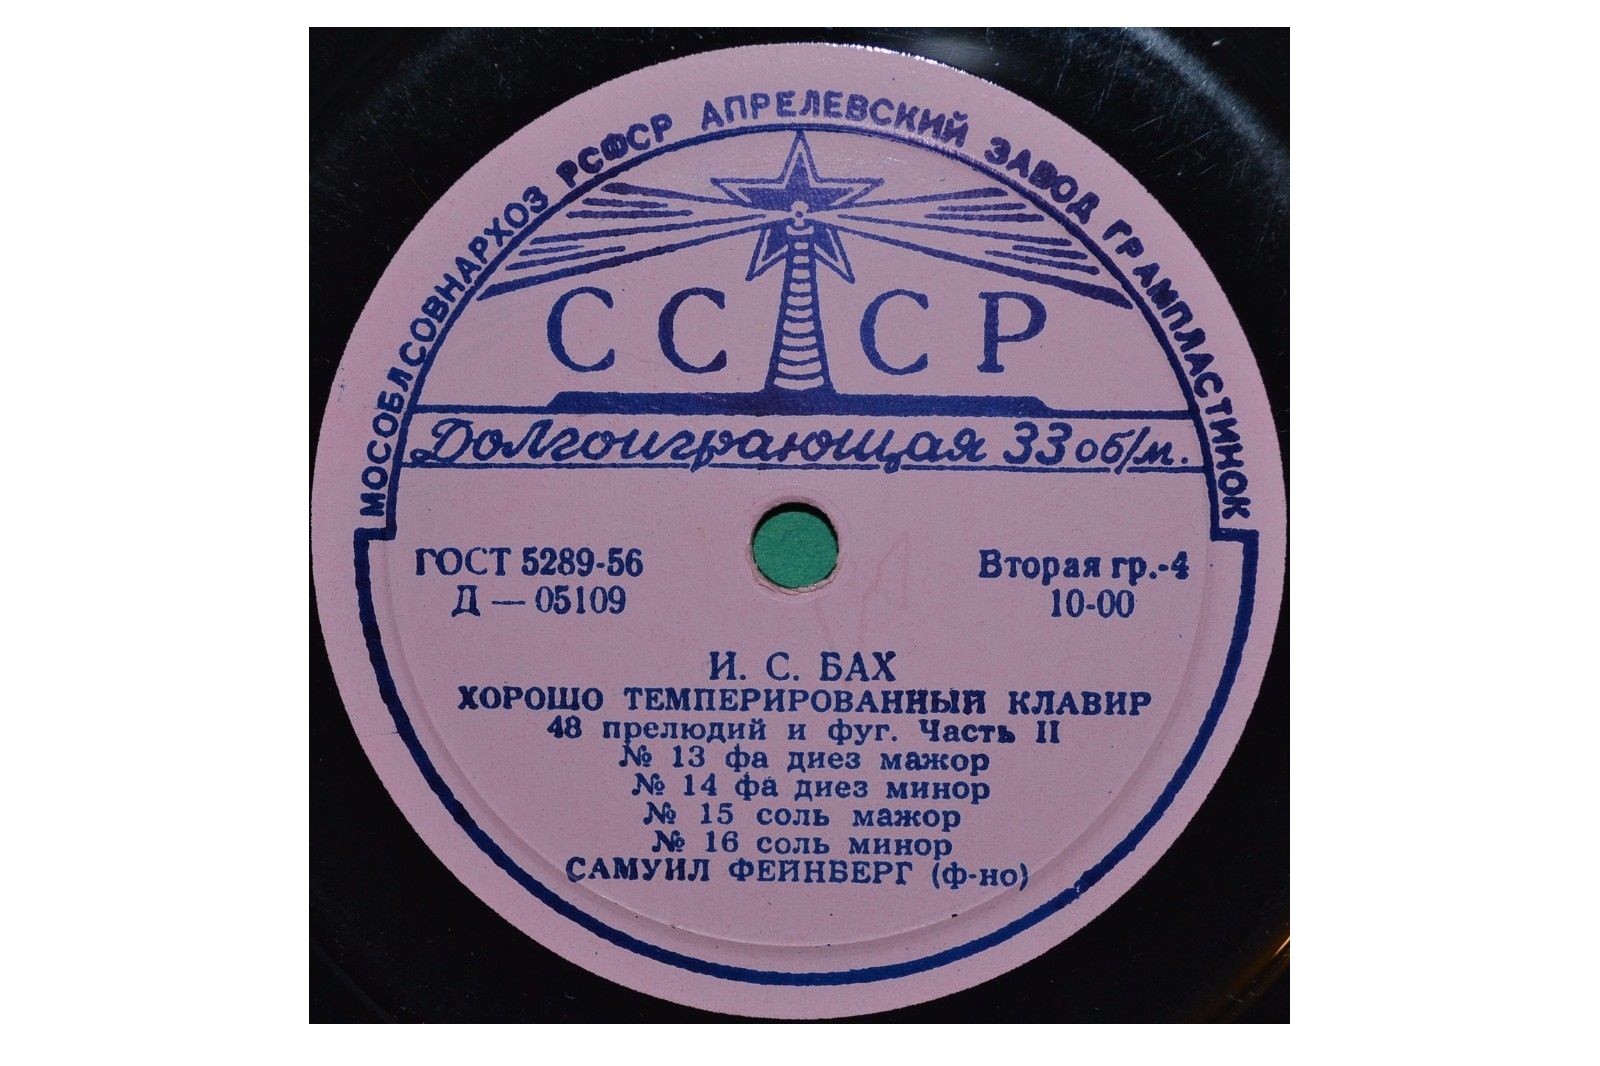 МОСОБЛСОВНАРХОЗ РСФСР АПРЕЛЕВСКИЙ ЗАВОД ГРАМПЛАСТИНОК
СССР
Долгоиграющая 33 об/м.
ГОСТ 5289-56
Д — 05109
Вторая гр.-4
10-00
И. С. БАХ
ХОРОШО ТЕМПЕРИРОВАННЫЙ КЛАВИР
48 прелюдий и фуг. Часть II
№ 13 фа диез мажор
№ 14 фа диез минор
№ 15 соль мажор
№ 16 соль минор
САМУИЛ ФЕЙНБЕРГ (ф-но)